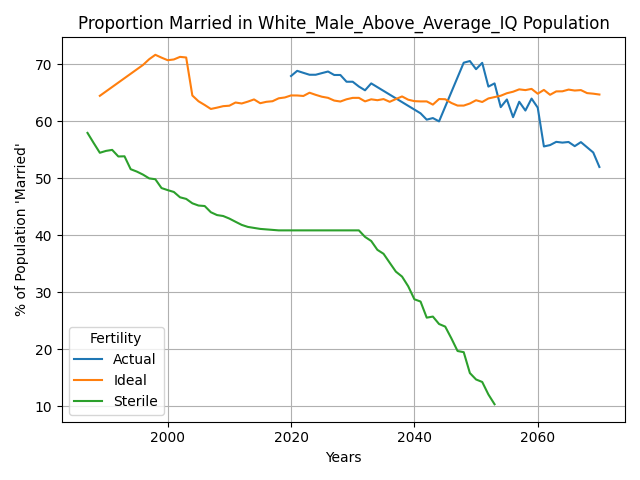 Proportion Married in White_Male_Above_Average_IQ Population
% of Population 'Married'
70
60
50
40
30
20
10
Fertility
Actual
Ideal
Sterile
2000
2020
2040
2060
Years